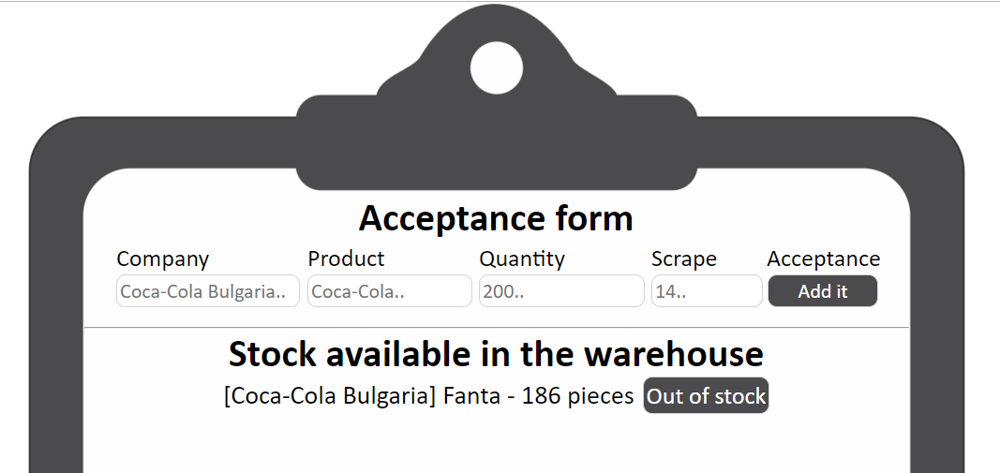 Acceptance form
Company Product Quantity Scrape Acceptance
Coca-Cola Bulgaria.. Coca-Cola.. 200.. 14.. Add it
Stock available in the warehouse
[Coca-Cola Bulgaria] Fanta - 186 pieces Out of stock